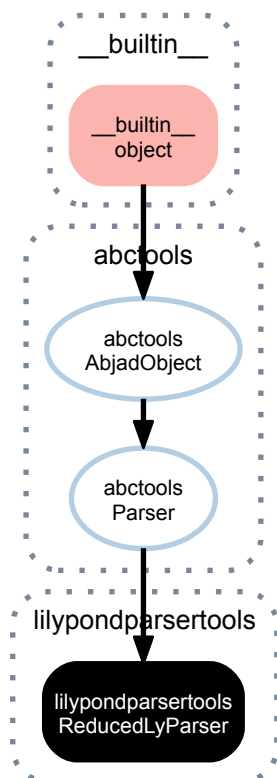 __builtin__
__builtin__
object
abctools
abctools
AbjadObject
abctools
Parser
lilypondparsertools
lilypondparsertools
ReducedLyParser